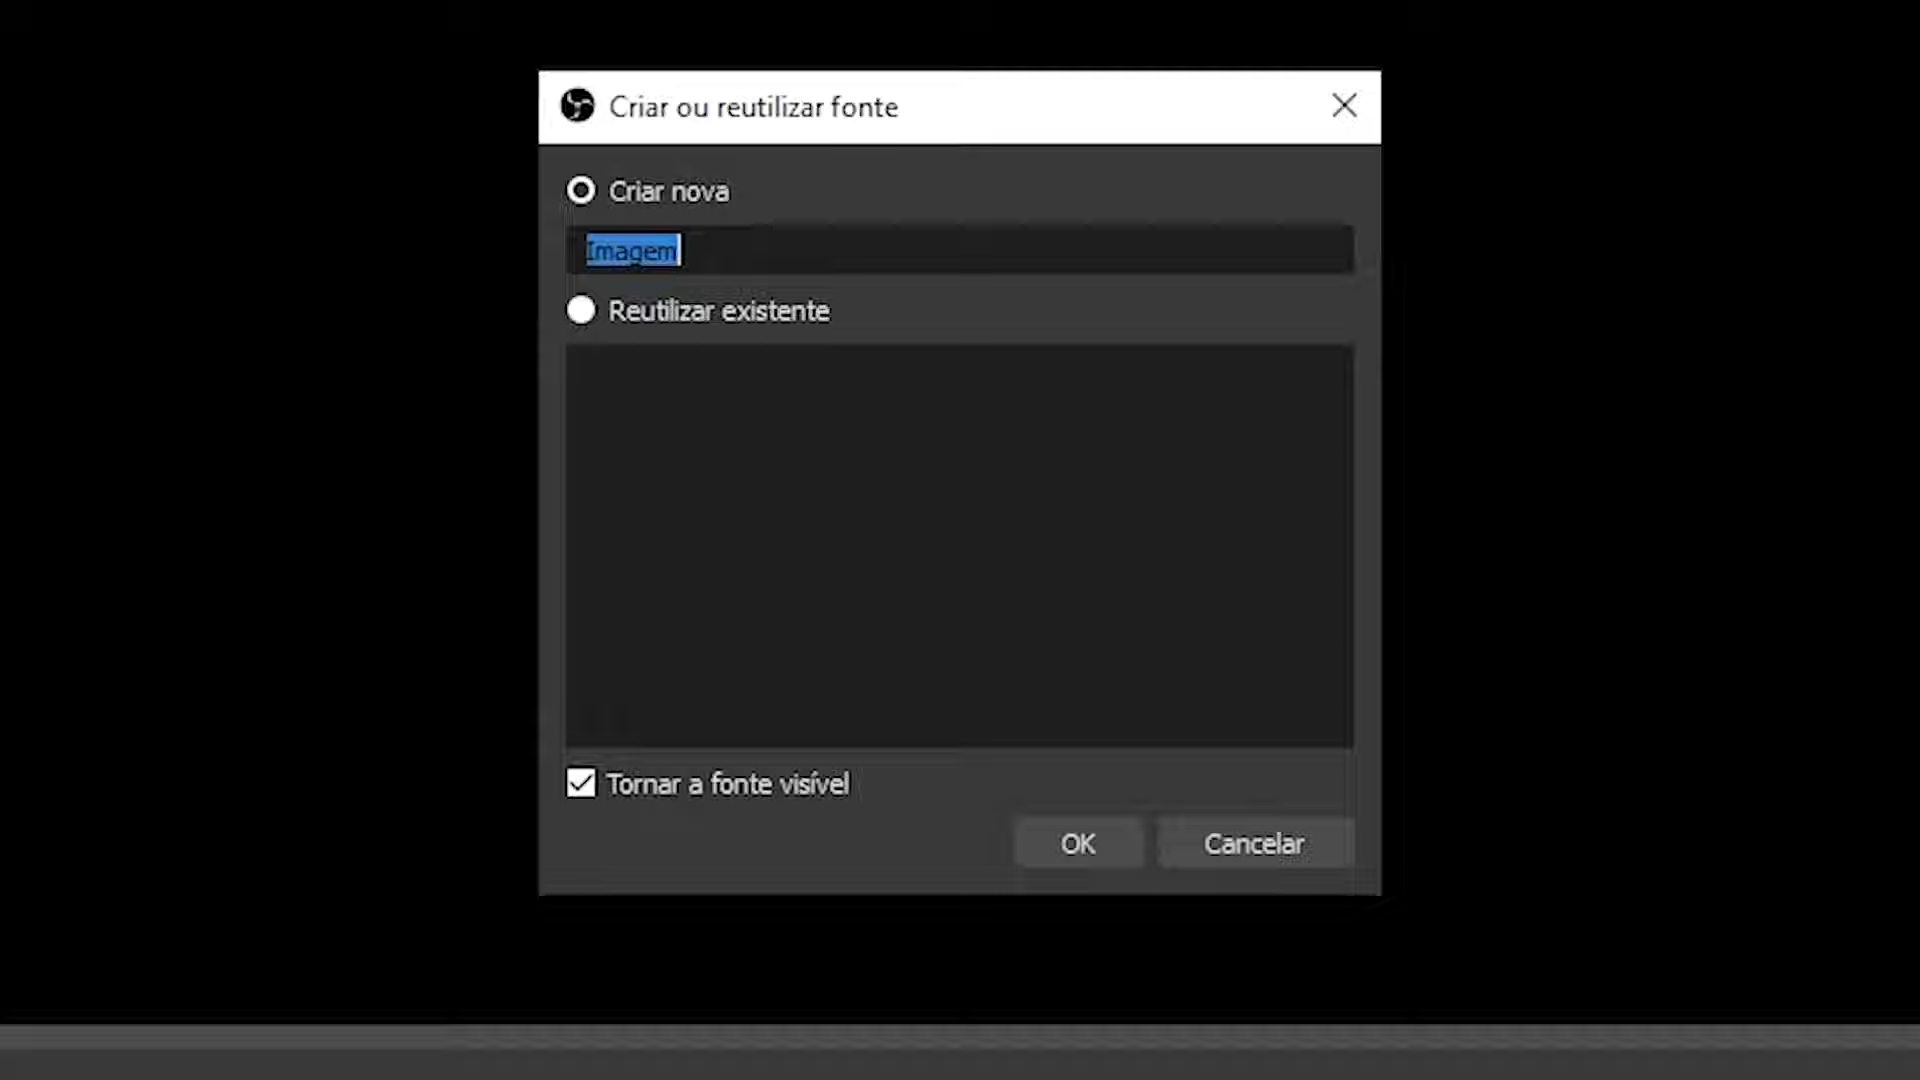 Criar ou reutilizar fonte
Criar nova
Imagem
Reutilizar existente
Tornar a fonte visível
OK
Cancelar